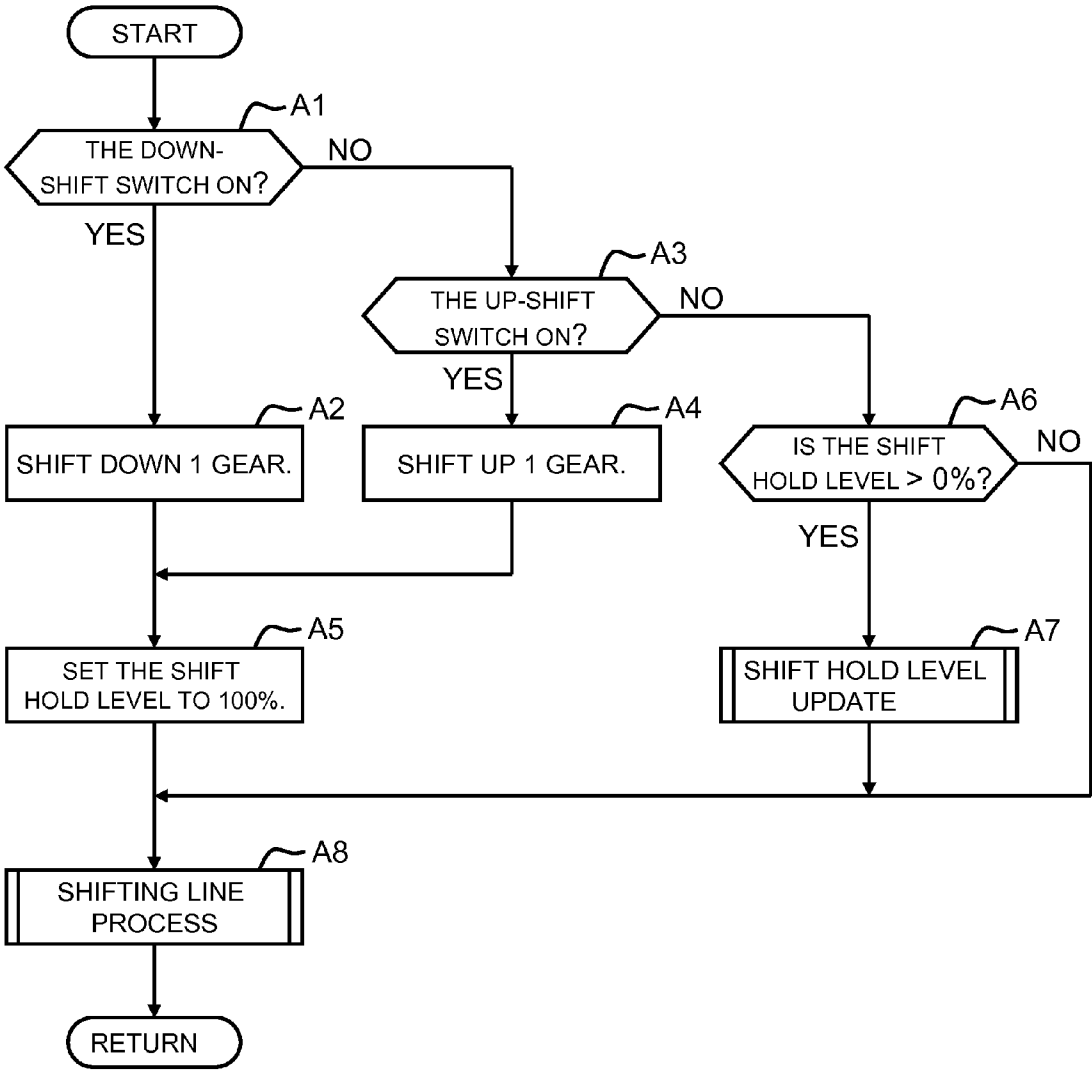 START
A1
THE DOWN-
SHIFT SWITCH ON?
NO
YES
A3
THE UP-SHIFT
SWITCH ON?
NO
YES
A2
SHIFT DOWN 1 GEAR.
A4
SHIFT UP 1 GEAR.
A6
IS THE SHIFT
HOLD LEVEL > 0%?
NO
YES
A5
SET THE SHIFT
HOLD LEVEL TO 100%.
A7
SHIFT HOLD LEVEL
UPDATE
A8
SHIFTING LINE
PROCESS
RETURN